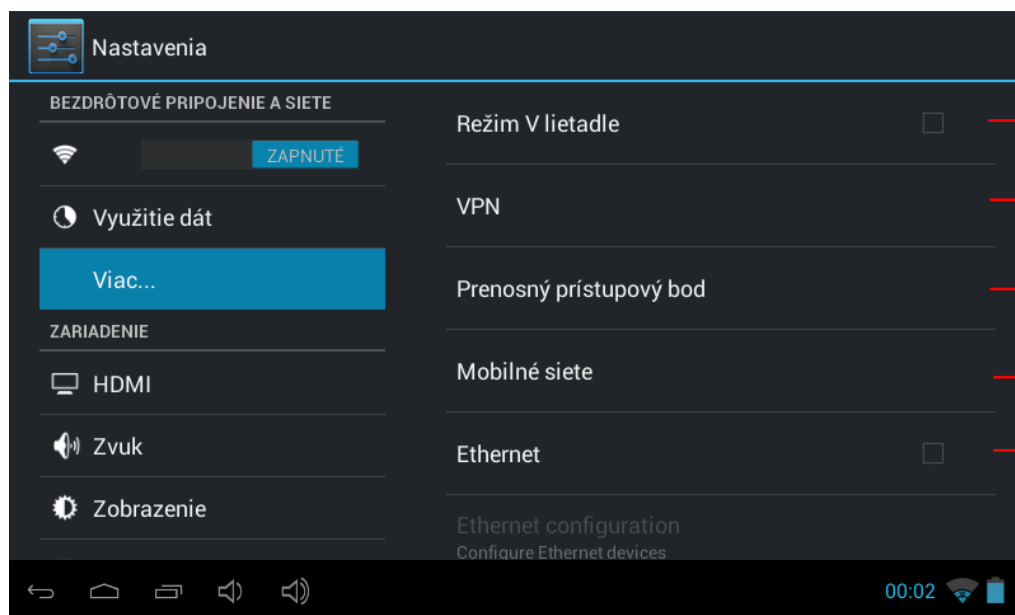 Nastavenia
BEZDRÔTOVÉ PRIPOJENIE A SIETE
ZAPNUTÉ
Využitie dát
Viac...
ZARIADENIE
HDMI
Zvuk
Zobrazenie
Režim V lietadle
VPN
Prenosný prístupový bod
Mobilné siete
Ethernet
Ethernet configuration
Configure Ethernet devices
00:02